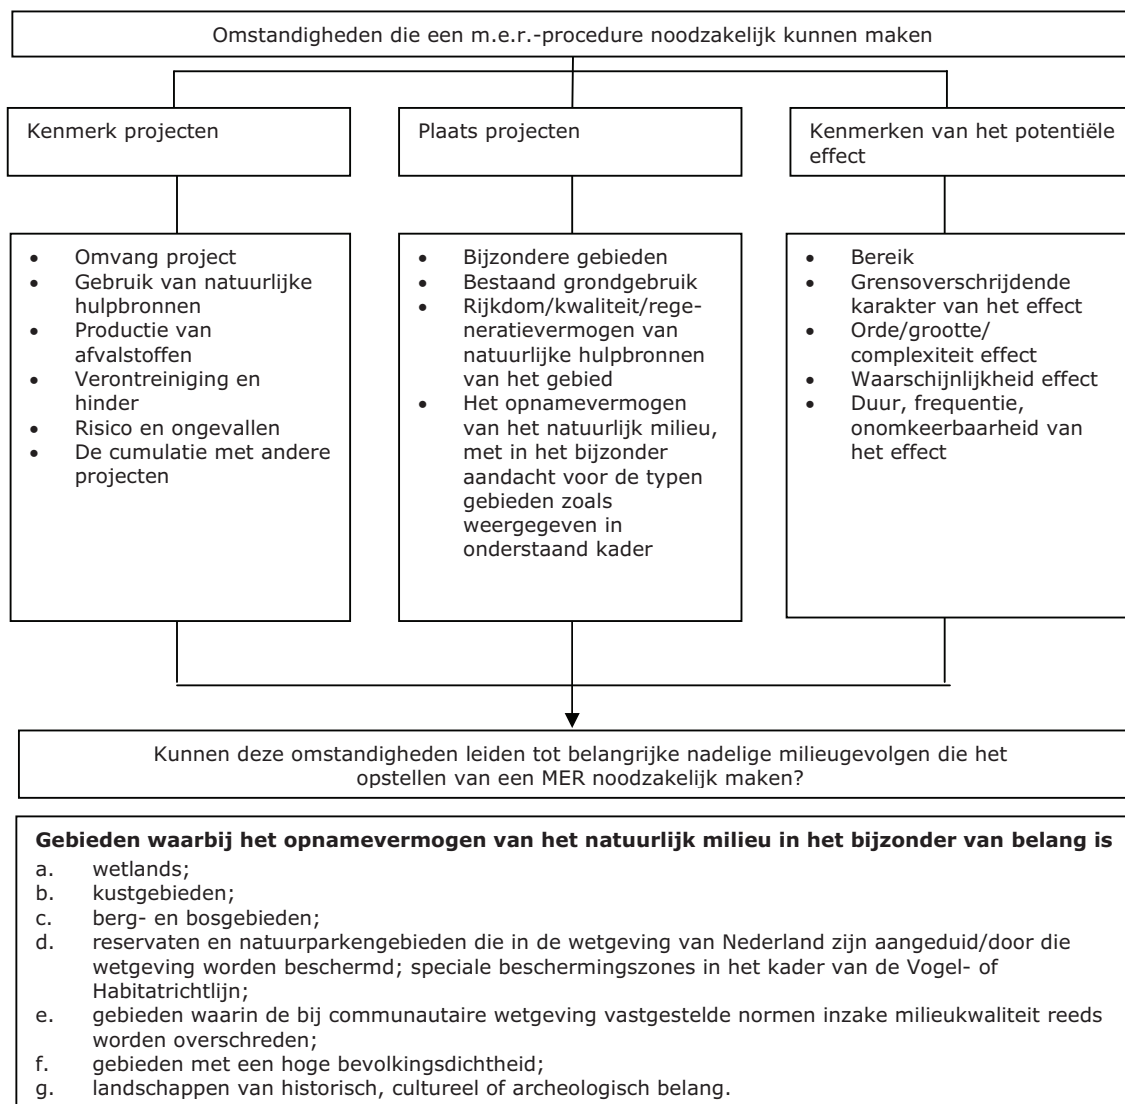 Omstandigheden die een m.e.r.-procedure noodzakelijk kunnen maken
Kenmerk projecten
Plaats projecten
Kenmerken van het potentiële
effect
• Omvang project
• Gebruik van natuurlijke
hulpbronnen
• Productie van
afvalstoffen
• Verontreiniging en
hinder
• Risico en ongevallen
• De cumulatie met andere
projecten
• Bijzondere gebieden
• Bestaand grondgebruik
• Rijkdom/kwaliteit/rege-
neratievermogen van
natuurlijke hulpbronnen
van het gebied
• Het opnamevermogen
van het natuurlijk milieu,
met in het bijzonder
aandacht voor de typen
gebieden zoals
weergegeven in
onderstaand kader
• Bereik
• Grensoverschrijdende
karakter van het effect
• Orde/grootte/
complexiteit effect
• Waarschijnlijkheid effect
• Duur, frequentie,
onomkeerbaarheid van
het effect
Kunnen deze omstandigheden leiden tot belangrijke nadelige milieugevolgen die het
opstellen van een MER noodzakelijk maken?
Gebieden waarbij het opnamevermogen van het natuurlijk milieu in het bijzonder van belang is
a. wetlands;
b. kustgebieden;
c. berg- en bosgebieden;
d. reservaten en natuurparkengebieden die in de wetgeving van Nederland zijn aangeduid/door die
wetgeving worden beschermd; speciale beschermingszones in het kader van de Vogel- of
Habitatrichtlijn;
e. gebieden waarin de bij communautaire wetgeving vastgestelde normen inzake milieukwaliteit reeds
worden overschreden;
f. gebieden met een hoge bevolkingsdichtheid;
g. landschappen van historisch, cultureel of archeologisch belang.